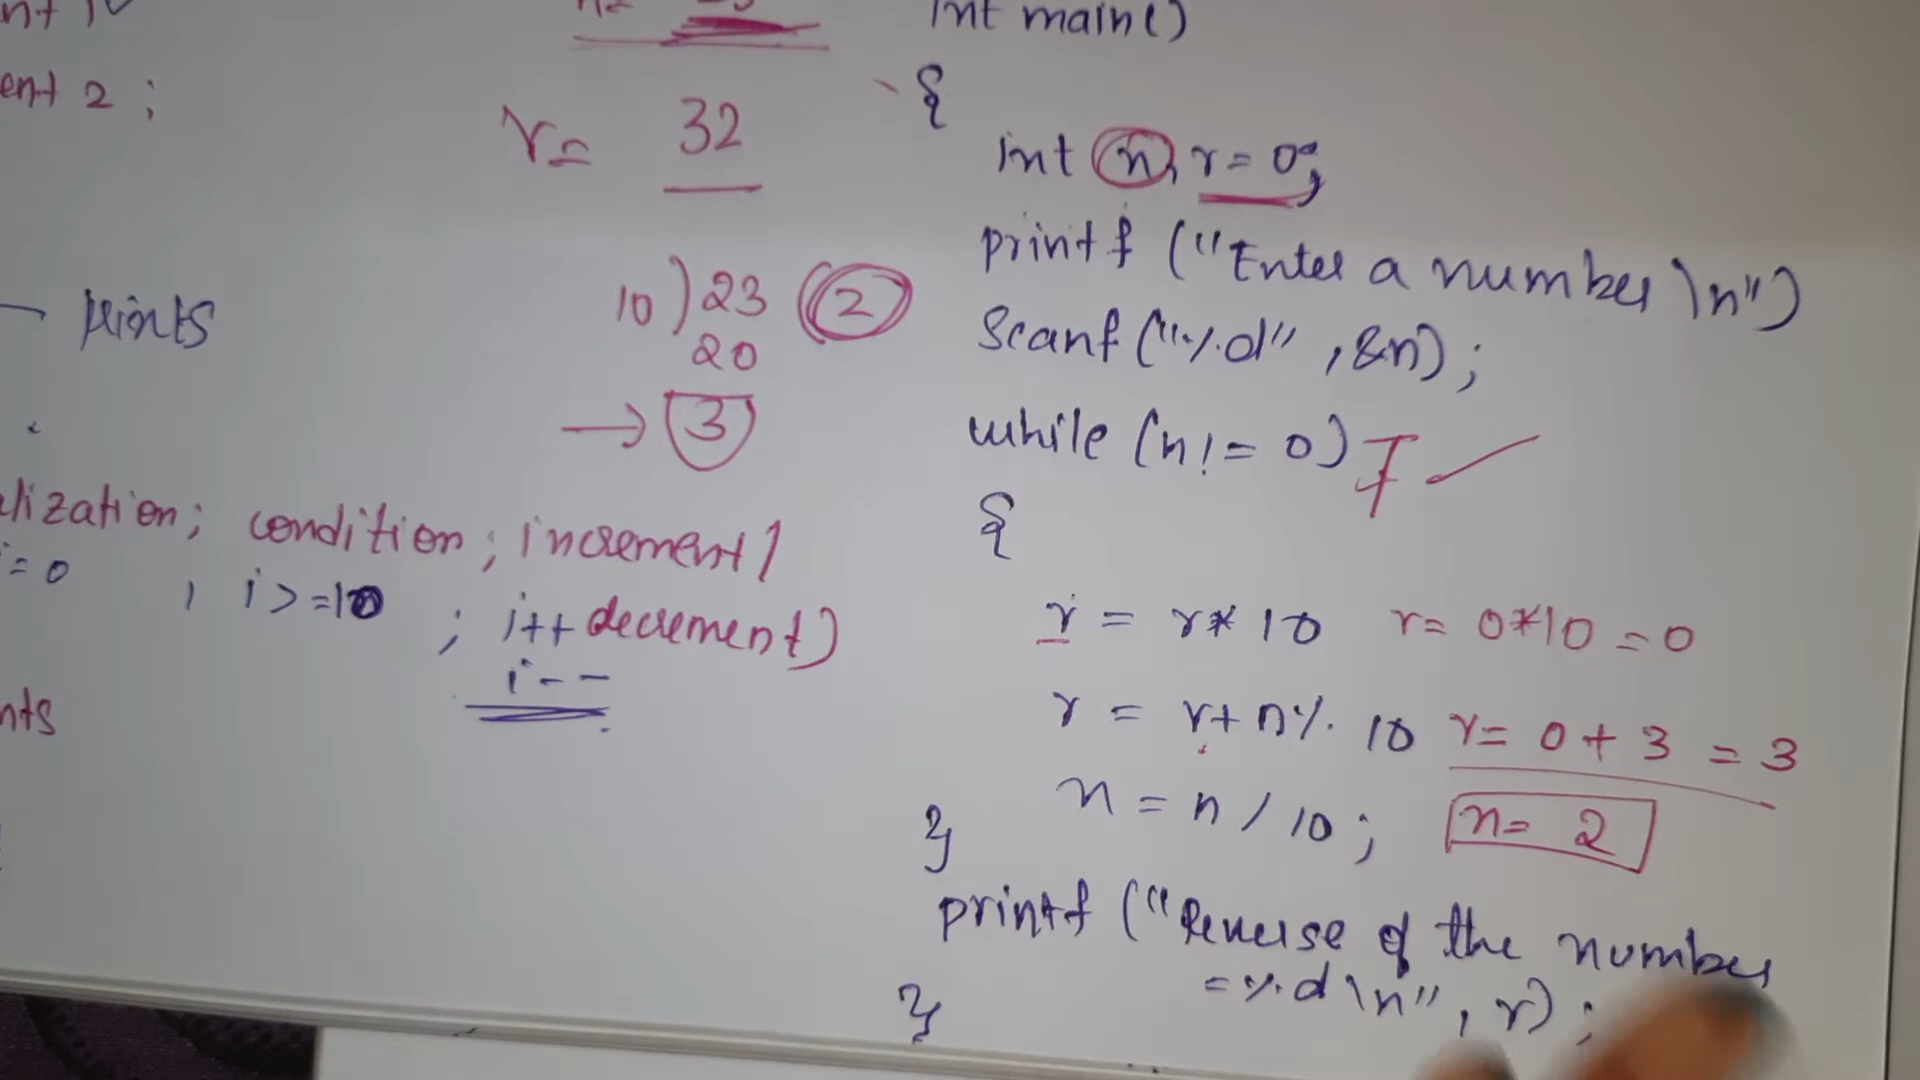 ent 2 ;
prints
lization; condition; increment/
= 0 , i>=10 ; i++ decrement)
i--
nts
r= 32
10)23(2
20
→ 3
int main()
{
int n, r=0;
printf ("Enter a number \n")
Scanf ("%d", &n);
while (n!=0) T
{
r = r*10 r= 0*10 = 0
r = r+n% 10 r= 0+3 = 3
n = n/10; n= 2
}
printf ("Reverse of the number
=%d\n", r);
}